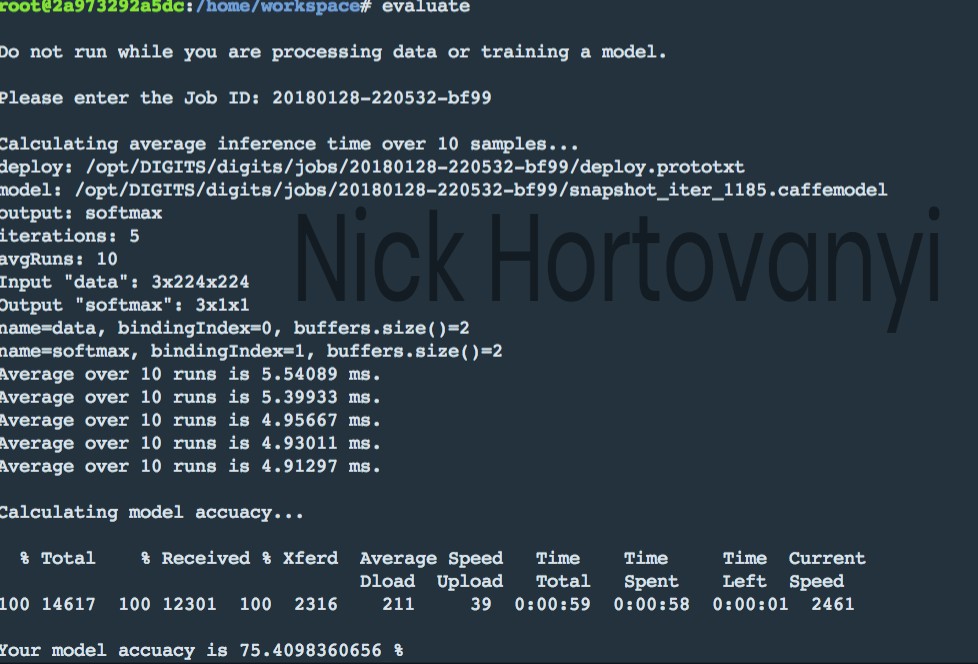 root@2a973292a5dc:/home/workspace# evaluate
Do not run while you are processing data or training a model.
Please enter the Job ID: 20180128-220532-bf99
Calculating average inference time over 10 samples...
deploy: /opt/DIGITS/digits/jobs/20180128-220532-bf99/deploy.prototxt
model: /opt/DIGITS/digits/jobs/20180128-220532-bf99/snapshot_iter_1185.caffemodel
output: softmax
iterations: 5
avgRuns: 10
Input "data": 3x224x224
Output "softmax": 3x1x1
name=data, bindingIndex=0, buffers.size()=2
name=softmax, bindingIndex=1, buffers.size()=2
Average over 10 runs is 5.54089 ms.
Average over 10 runs is 5.39933 ms.
Average over 10 runs is 4.95667 ms.
Average over 10 runs is 4.93011 ms.
Average over 10 runs is 4.91297 ms.
Calculating model accuacy...
% Total % Received % Xferd Average Speed Time Time Time Current
Dload Upload Total Spent Left Speed
100 14617 100 12301 100 2316 211 39 0:00:59 0:00:58 0:00:01 2461
Your model accuacy is 75.4098360656 %
Nick Hortovanyi